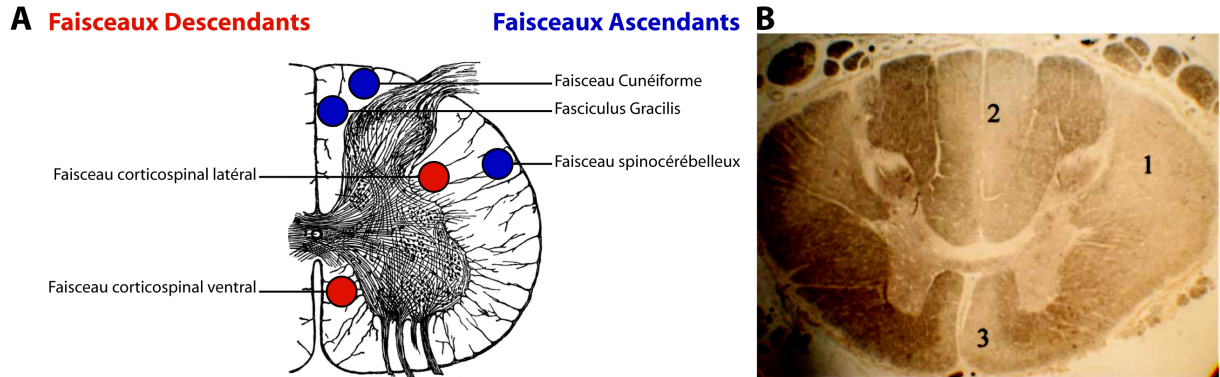 A Faisceaux Descendants
Faisceaux Ascendants
Faisceau Cunéiforme
Fasciculus Gracilis
Faisceau spinocérébelleux
Faisceau corticospinal latéral
Faisceau corticospinal ventral
B
2
1
3